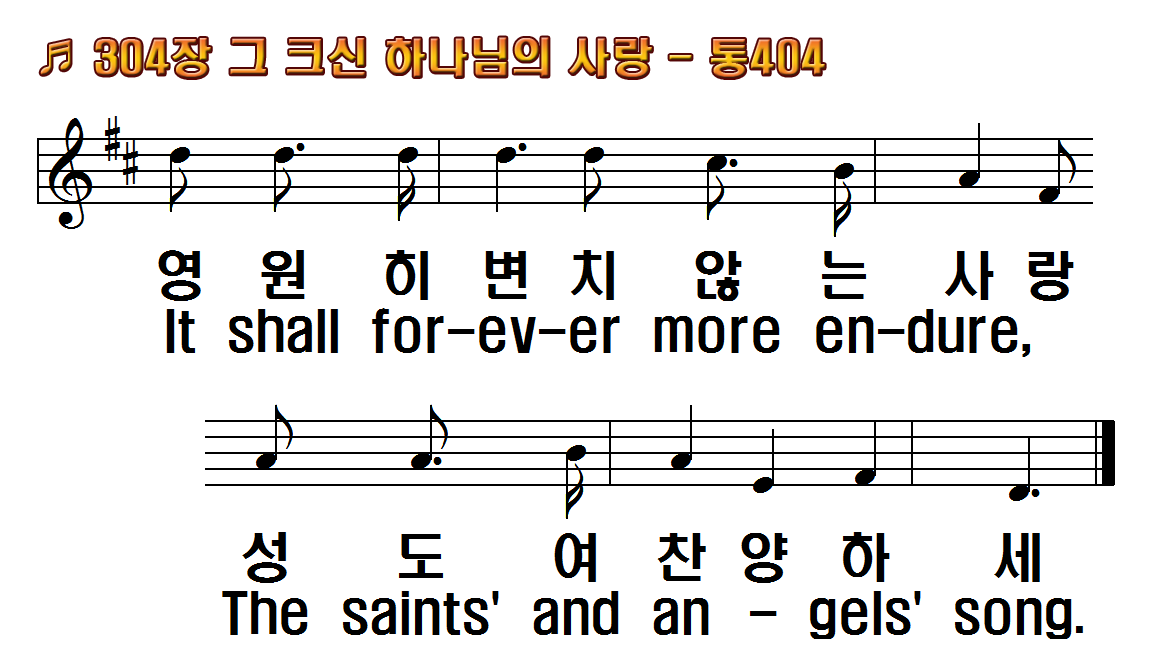 ♬ 304장 그 크신 하나님의 사랑 - 통404
영 원 히 변 치 않 는 사 랑
It shall for-ev-er more en-dure,
성 도 여 찬 양 하 세
The saints' and an - gels' song.